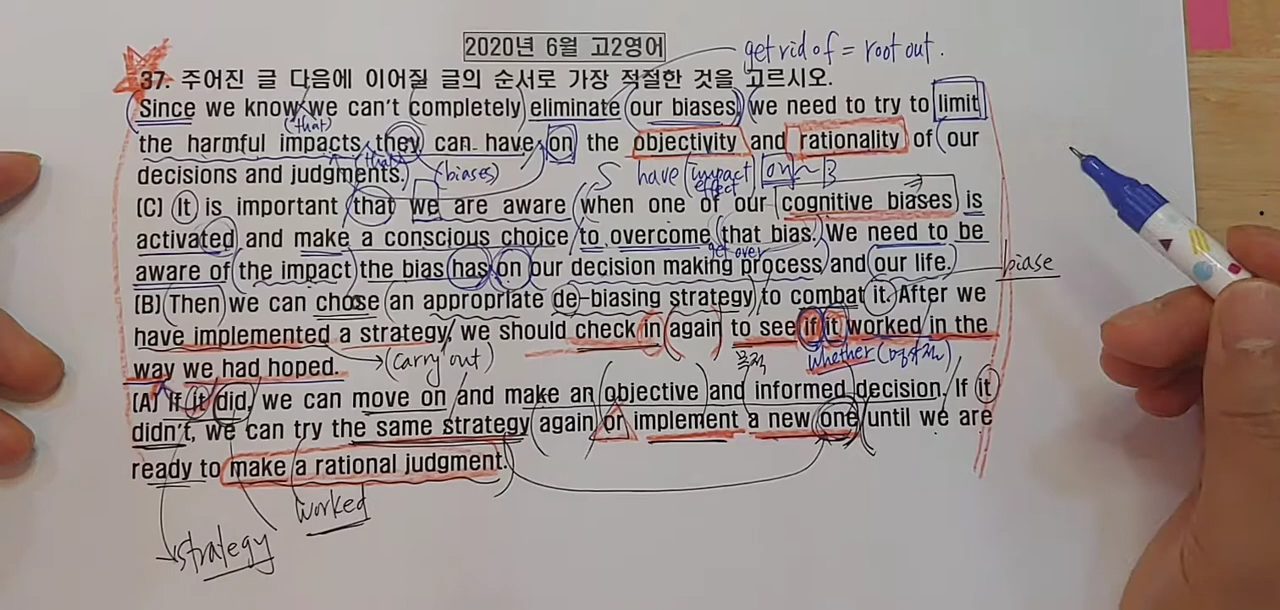 2020년 6월 고2영어
get rid of = root out.
37. 주어진 글 다음에 이어질 글의 순서로 가장 적절한 것을 고르시오.
Since we know we can't completely eliminate our biases, we need to try to limit
(that)
the harmful impacts they can have on the objectivity and rationality of our
(that)
decisions and judgments.
(biases)
have impact on ~
effect
(C) It is important that we are aware when one of our cognitive biases is
activated and make a conscious choice to overcome that bias. We need to be
get over
aware of the impact the bias has on our decision making process and our life.
biase
(B) Then we can chose an appropriate de-biasing strategy to combat it. After we
have implemented a strategy, we should check in again to see if it worked in the
(carry out)
목적
whether
way we had hoped.
(A) If it did, we can move on and make an objective and informed decision. If it
didn't, we can try the same strategy again or implement a new one until we are
ready to make a rational judgment.
worked
strategy